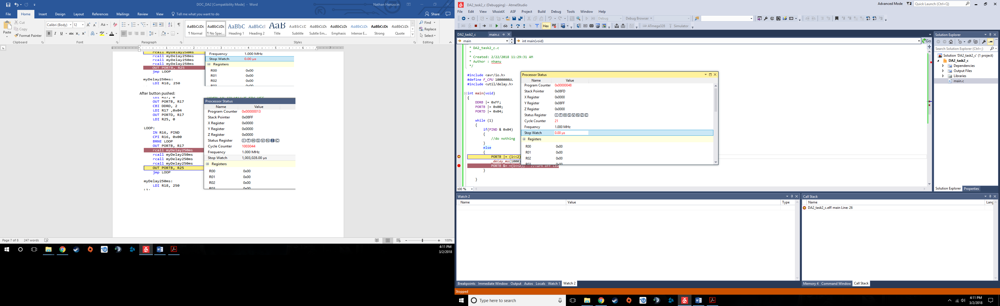 DOC_DA2 [Compatibility Mode] - Word
Nathan Hanuscin
File Home Insert Design Layout References Mailings Review View Tell me what you want to do
Share
Paste
Cut
Copy
Format Painter
Clipboard
Calibri (Body) 12
Font
Paragraph
AaBbCcDc AaBbCcDc AaBbC AaBbCcI AaB AaBbCcD AaBbCcDc AaBbCcDc AaBbCcDc AaBbCcDc AaBbCcDc
¶ Normal ¶ No Spac... Heading 1 Heading 2 Title Subtitle Subtle Em... Emphasis Intense E... Strong Quote
Styles
Find
Replace
Select
Editing
rcall myDelay250ms
rcall myDelay250ms
rcall myDelay250ms
rcall myDelay250ms
OUT PORTB, R25
jmp LOOP
myDelay250ms:
LDI R18, 250
Frequency 1.000 MHz
Stop Watch 0.00 µs
Registers
R00 0x00
R01 0x00
R02 0x00
R03 0x00
After button pushed:
LDI R17, 0
OUT PORTB, R17
CBI DDRD, 2
LDI R17 ,0x04
OUT PORTD, R17
LDI R25, 0
LOOP:
IN R16, PIND
CPI R16, 0x00
BRNE LOOP
OUT PORTB, R17
rcall myDelay250ms
rcall myDelay250ms
rcall myDelay250ms
rcall myDelay250ms
OUT PORTB, R25
jmp LOOP
myDelay250ms:
LDI R18, 250
L1:
Processor Status
Name Value
Program Counter 0x00000013
Stack Pointer 0x08FF
X Register 0x0000
Y Register 0x0000
Z Register 0x0000
Status Register I T H S V N Z C
Cycle Counter 1003044
Frequency 1.000 MHz
Stop Watch 1,003,028.00 µs
Registers
R00 0x00
R01 0x00
R02 0x00
R03 0x00
Page 7 of 8 247 words
100%
4:11 PM
3/2/2018
DA2_task2_c (Debugging) - AtmelStudio
Advanced Mode 2 Quick Launch (Ctrl+Q)
File Edit View VAssistX ASF Project Build Debug Tools Window Help
Debug Debug Browser
Hex
ATmega328 Simulator
DA2_task2_c main.c
main int main(void) Go
* DA2_task2_c.c
*
* Created: 2/22/2018 11:29:31 AM
* Author : nhanu
*/
#include <avr/io.h>
#define F_CPU 1000000UL
#include <util/delay.h>
int main(void)
{
DDRB |= 0xFF;
PORTB |= 0x00;
PORTD |= 0x04;
while (1)
{
if(PIND & 0x04)
{
//do nothing
}
else
{
PORTB |= (1<<2)
_delay_ms(1000)
PORTB &= ~(1<<2); //Turn off LED
}
}
100 %
Processor Status
Name Value
Program Counter 0x00000048
Stack Pointer 0x08FD
X Register 0x0000
Y Register 0x08FF
Z Register 0x0000
Status Register I T H S V N Z C
Cycle Counter 21
Frequency 1.000 MHz
Stop Watch 0.00 µs
Registers
R00 0x00
R01 0x00
R02 0x00
R03 0x00
Solution Explorer
Search Solution Explorer (Ctrl+;)
Solution 'DA2_task2_c' (1 project)
DA2_task2_c
Dependencies
Output Files
Libraries
main.c
Solution Explorer Properties
Watch 2
Name Value Type
Breakpoints Immediate Window Output Autos Locals Watch 1 Watch 2
Call Stack
Name Lang
DA2_task2_c.elf! main Line: 26
Memory 4 Command Window Call Stack
Stopped
Type here to search
4:11 PM
3/2/2018